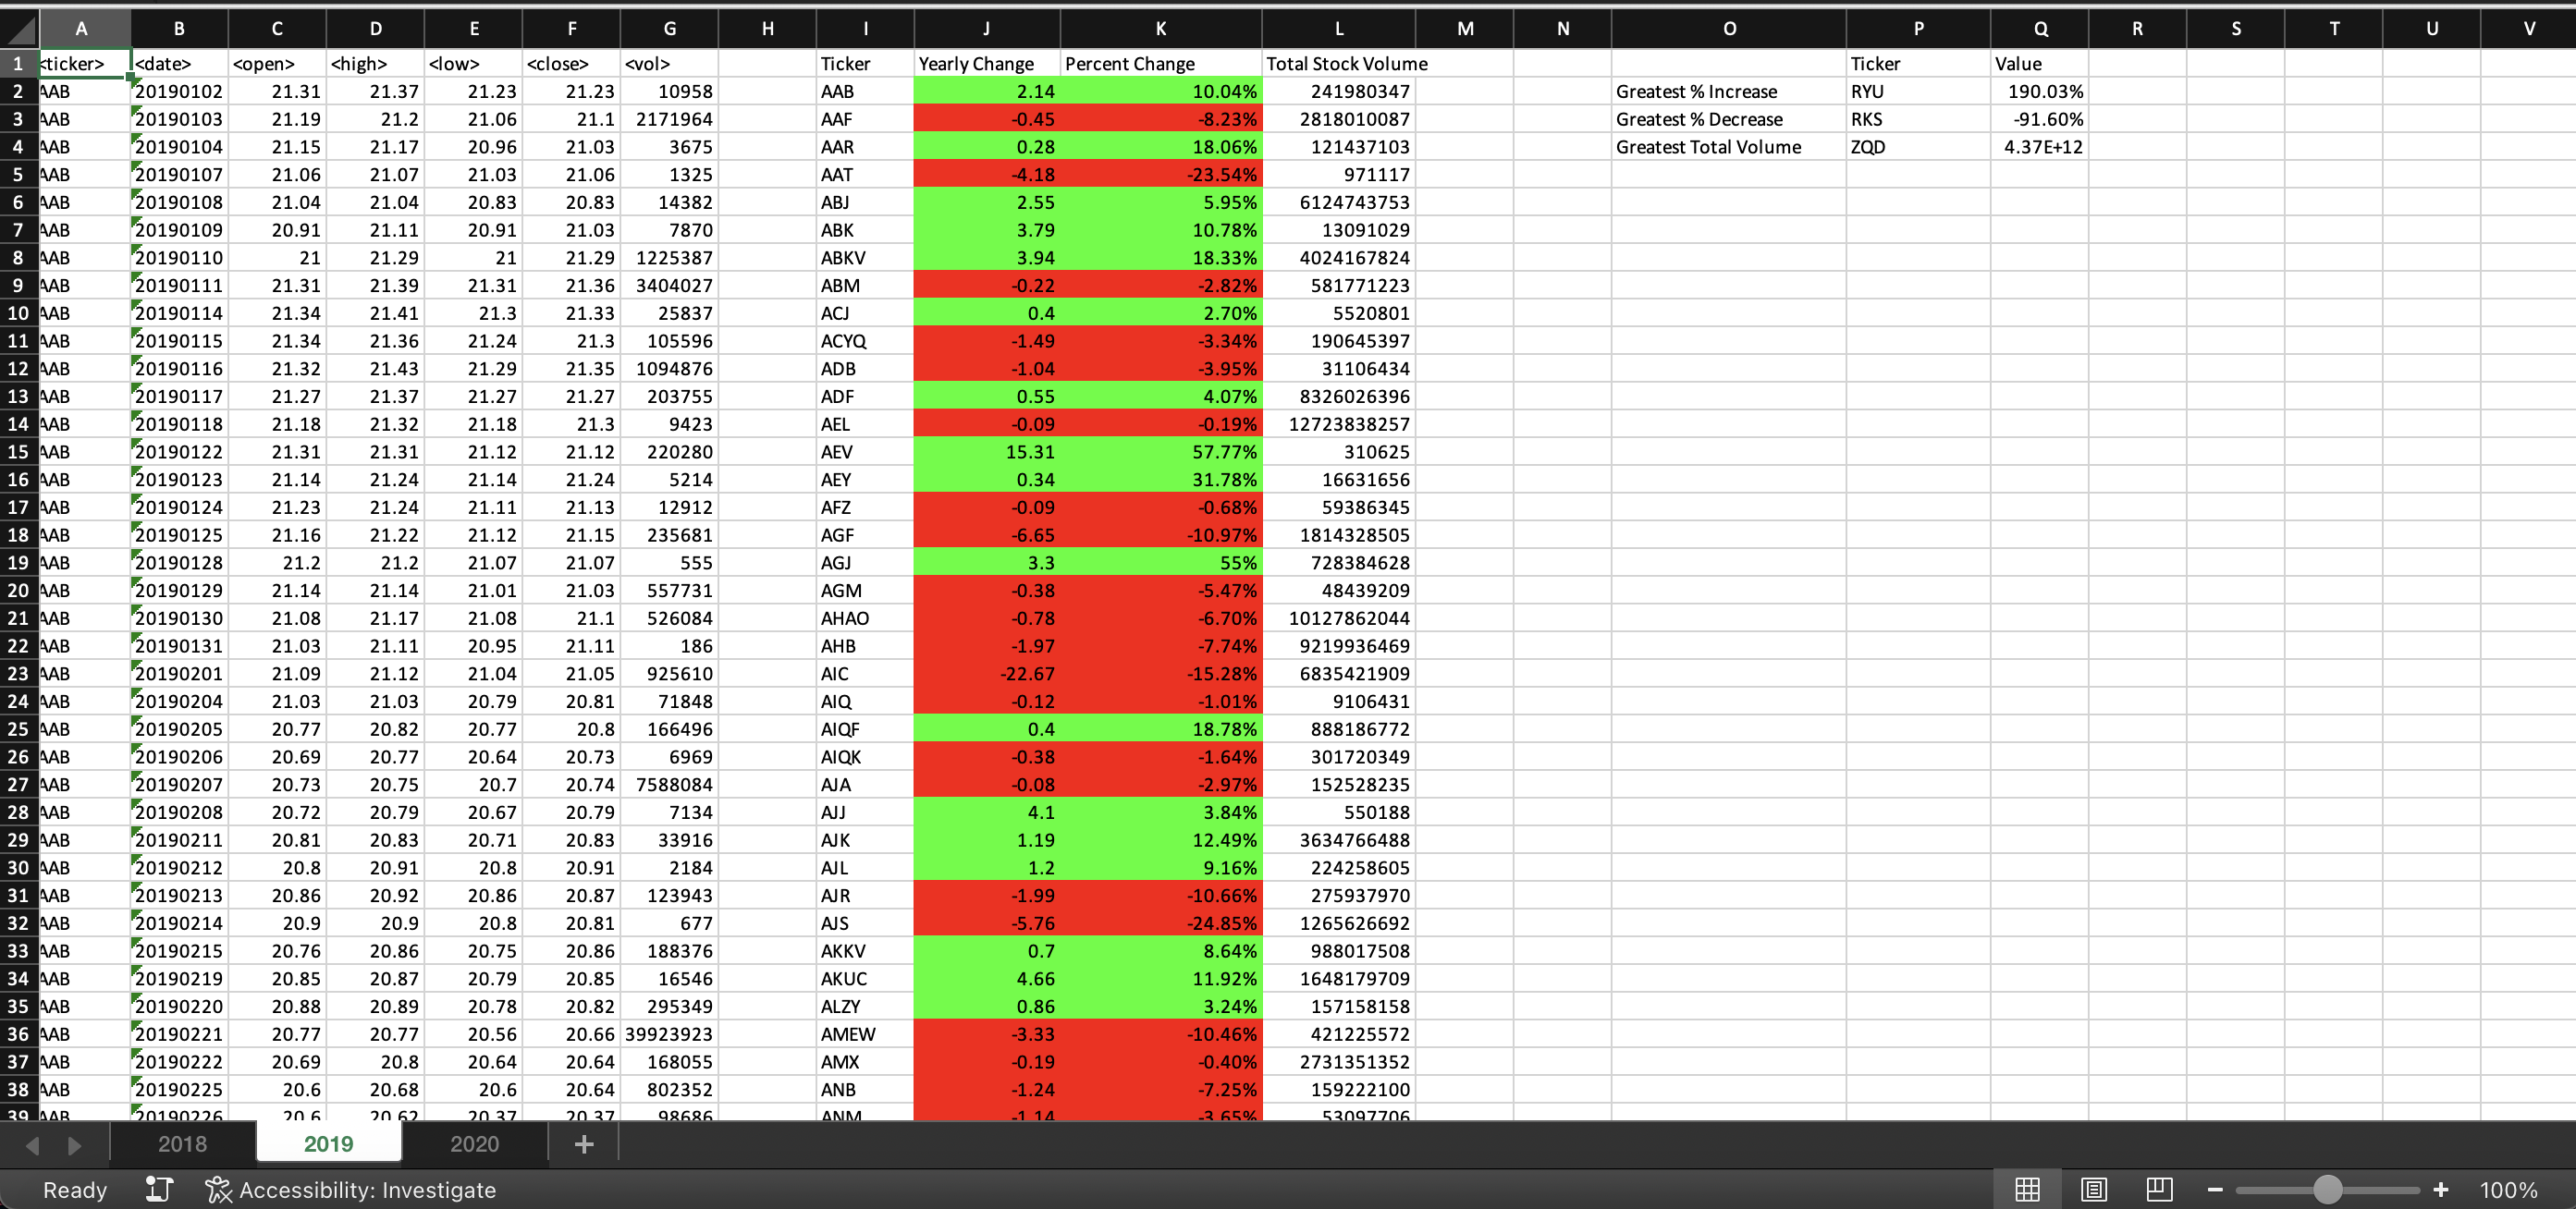 A B C D E F G H I J K L M N O P Q R S T U V
1 <ticker> <date> <open> <high> <low> <close> <vol> Ticker Yearly Change Percent Change Total Stock Volume Ticker Value
2 AAB 20190102 21.31 21.37 21.23 21.23 10958 AAB 2.14 10.04% 241980347 Greatest % Increase RYU 190.03%
3 AAB 20190103 21.19 21.2 21.06 21.1 2171964 AAF -0.45 -8.23% 2818010087 Greatest % Decrease RKS -91.60%
4 AAB 20190104 21.15 21.17 20.96 21.03 3675 AAR 0.28 18.06% 121437103 Greatest Total Volume ZQD 4.37E+12
5 AAB 20190107 21.06 21.07 21.03 21.06 1325 AAT -4.18 -23.54% 971117
6 AAB 20190108 21.04 21.04 20.83 20.83 14382 ABJ 2.55 5.95% 6124743753
7 AAB 20190109 20.91 21.11 20.91 21.03 7870 ABK 3.79 10.78% 13091029
8 AAB 20190110 21 21.29 21 21.29 1225387 ABKV 3.94 18.33% 4024167824
9 AAB 20190111 21.31 21.39 21.31 21.36 3404027 ABM -0.22 -2.82% 581771223
10 AAB 20190114 21.34 21.41 21.3 21.33 25837 ACJ 0.4 2.70% 5520801
11 AAB 20190115 21.34 21.36 21.24 21.3 105596 ACYQ -1.49 -3.34% 190645397
12 AAB 20190116 21.32 21.43 21.29 21.35 1094876 ADB -1.04 -3.95% 31106434
13 AAB 20190117 21.27 21.37 21.27 21.27 203755 ADF 0.55 4.07% 8326026396
14 AAB 20190118 21.18 21.32 21.18 21.3 9423 AEL -0.09 -0.19% 12723838257
15 AAB 20190122 21.31 21.31 21.12 21.12 220280 AEV 15.31 57.77% 310625
16 AAB 20190123 21.14 21.24 21.14 21.24 5214 AEY 0.34 31.78% 16631656
17 AAB 20190124 21.23 21.24 21.11 21.13 12912 AFZ -0.09 -0.68% 59386345
18 AAB 20190125 21.16 21.22 21.12 21.15 235681 AGF -6.65 -10.97% 1814328505
19 AAB 20190128 21.2 21.2 21.07 21.07 555 AGJ 3.3 55% 728384628
20 AAB 20190129 21.14 21.14 21.01 21.03 557731 AGM -0.38 -5.47% 48439209
21 AAB 20190130 21.08 21.17 21.08 21.1 526084 AHAO -0.78 -6.70% 10127862044
22 AAB 20190131 21.03 21.11 20.95 21.11 186 AHB -1.97 -7.74% 9219936469
23 AAB 20190201 21.09 21.12 21.04 21.05 925610 AIC -22.67 -15.28% 6835421909
24 AAB 20190204 21.03 21.03 20.79 20.81 71848 AIQ -0.12 -1.01% 9106431
25 AAB 20190205 20.77 20.82 20.77 20.8 166496 AIQF 0.4 18.78% 888186772
26 AAB 20190206 20.69 20.77 20.64 20.73 6969 AIQK -0.38 -1.64% 301720349
27 AAB 20190207 20.73 20.75 20.7 20.74 7588084 AJA -0.08 -2.97% 152528235
28 AAB 20190208 20.72 20.79 20.67 20.79 7134 AJJ 4.1 3.84% 550188
29 AAB 20190211 20.81 20.83 20.71 20.83 33916 AJK 1.19 12.49% 3634766488
30 AAB 20190212 20.8 20.91 20.8 20.91 2184 AJL 1.2 9.16% 224258605
31 AAB 20190213 20.86 20.92 20.86 20.87 123943 AJR -1.99 -10.66% 275937970
32 AAB 20190214 20.9 20.9 20.8 20.81 677 AJS -5.76 -24.85% 1265626692
33 AAB 20190215 20.76 20.86 20.75 20.86 188376 AKKV 0.7 8.64% 988017508
34 AAB 20190219 20.85 20.87 20.79 20.85 16546 AKUC 4.66 11.92% 1648179709
35 AAB 20190220 20.88 20.89 20.78 20.82 295349 ALZY 0.86 3.24% 157158158
36 AAB 20190221 20.77 20.77 20.56 20.66 39923923 AMEW -3.33 -10.46% 421225572
37 AAB 20190222 20.69 20.8 20.64 20.64 168055 AMX -0.19 -0.40% 2731351352
38 AAB 20190225 20.6 20.68 20.6 20.64 802352 ANB -1.24 -7.25% 159222100
39 AAB 20190226 20.6 20.62 20.37 20.37 98686 ANM -1.14 -3.65% 53097706
2018 2019 2020 +
Ready Accessibility: Investigate 100%